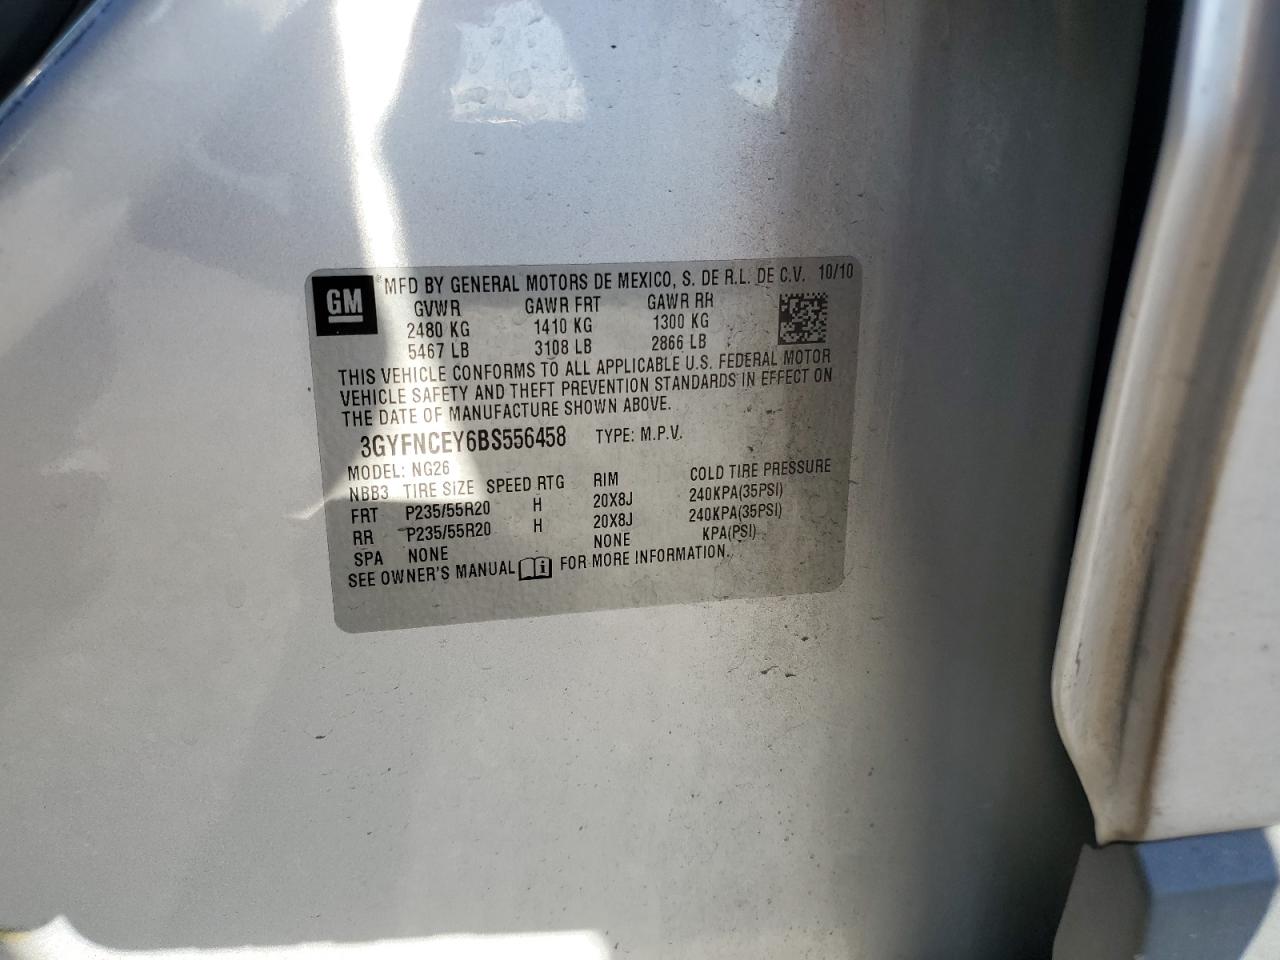 GM MFD BY GENERAL MOTORS DE MEXICO, S. DE R.L. DE C.V. 10/10
GVWR GAWR FRT GAWR RR
2480 KG 1410 KG 1300 KG
5467 LB 3108 LB 2866 LB
THIS VEHICLE CONFORMS TO ALL APPLICABLE U.S. FEDERAL MOTOR
VEHICLE SAFETY AND THEFT PREVENTION STANDARDS IN EFFECT ON
THE DATE OF MANUFACTURE SHOWN ABOVE.
3GYFNCEY6BS556458 TYPE: M.P.V.
MODEL: NG26
NBB3 TIRE SIZE SPEED RTG RIM COLD TIRE PRESSURE
FRT P235/55R20 H 20X8J 240KPA(35PSI)
RR P235/55R20 H 20X8J 240KPA(35PSI)
SPA NONE NONE KPA(PSI)
SEE OWNER'S MANUAL FOR MORE INFORMATION.